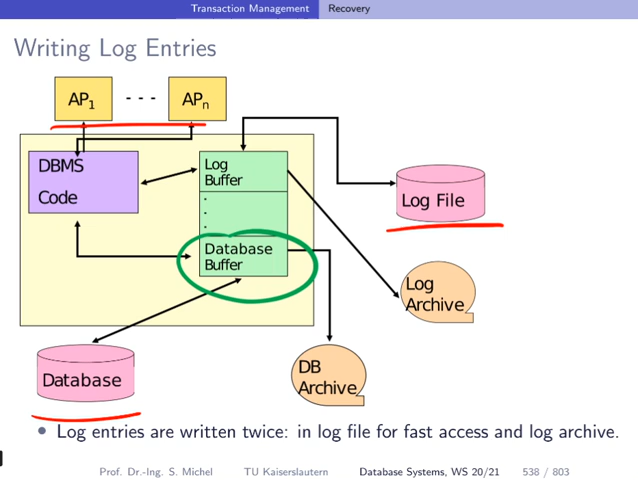 Transaction Management Recovery
Writing Log Entries
AP1 - - - APn
DBMS
Code
Log
Buffer
.
.
.
Database
Buffer
Log File
Log
Archive
Database
DB
Archive
• Log entries are written twice: in log file for fast access and log archive.
Prof. Dr.-Ing. S. Michel TU Kaiserslautern Database Systems, WS 20/21 538 / 803